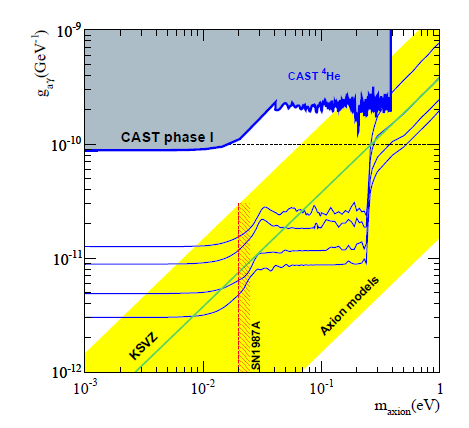 g_aγ(GeV⁻¹)
10⁻⁹
CAST ⁴He
CAST phase I
10⁻¹⁰
10⁻¹¹
Axion models
SN1987A
KSVZ
10⁻¹²
10⁻³
10⁻²
10⁻¹
1
m_axion(eV)